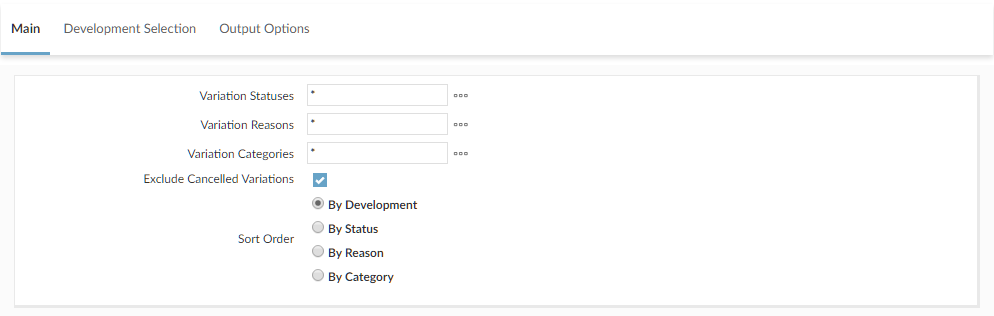 Main Development Selection Output Options
Variation Statuses *
Variation Reasons *
Variation Categories *
Exclude Cancelled Variations
By Development
By Status
Sort Order
By Reason
By Category